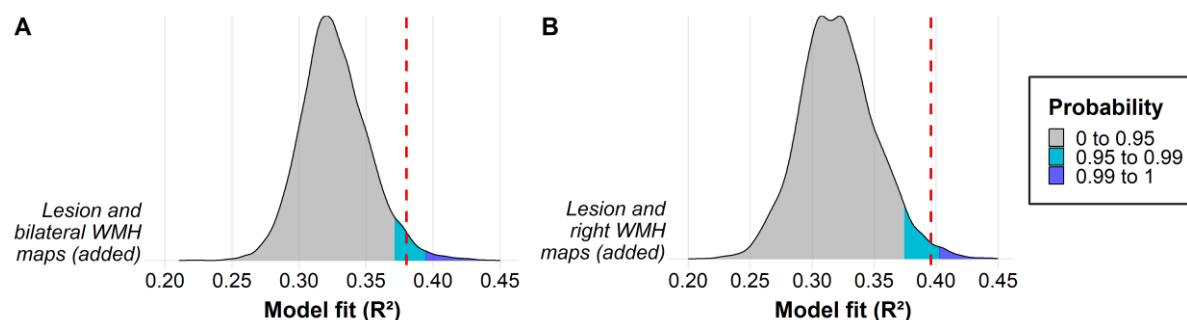 A
Lesion and
bilateral WMH
maps (added)
0.20 0.25 0.30 0.35 0.40 0.45
Model fit (R²)
B
Lesion and
right WMH
maps (added)
0.20 0.25 0.30 0.35 0.40 0.45
Model fit (R²)
Probability
0 to 0.95
0.95 to 0.99
0.99 to 1